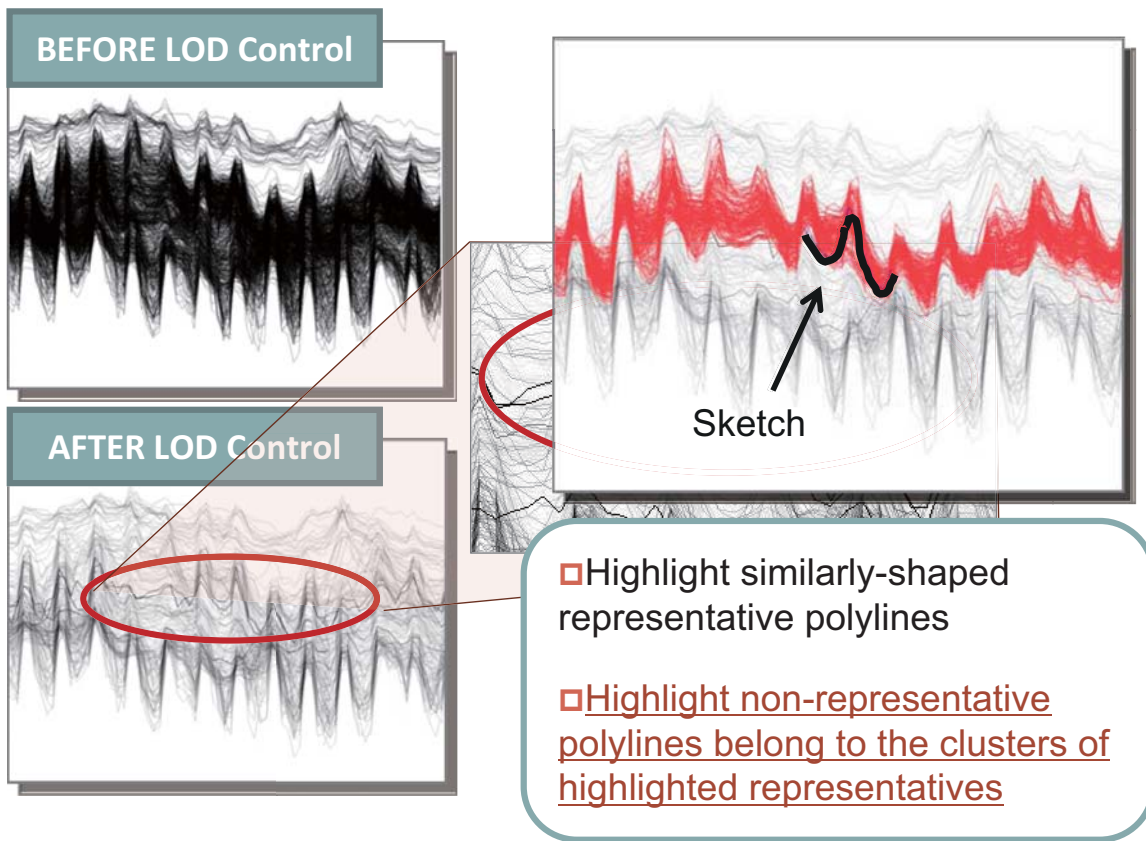 BEFORE LOD Control
AFTER LOD Control
Sketch
Highlight similarly-shaped
representative polylines
Highlight non-representative
polylines belong to the clusters of
highlighted representatives